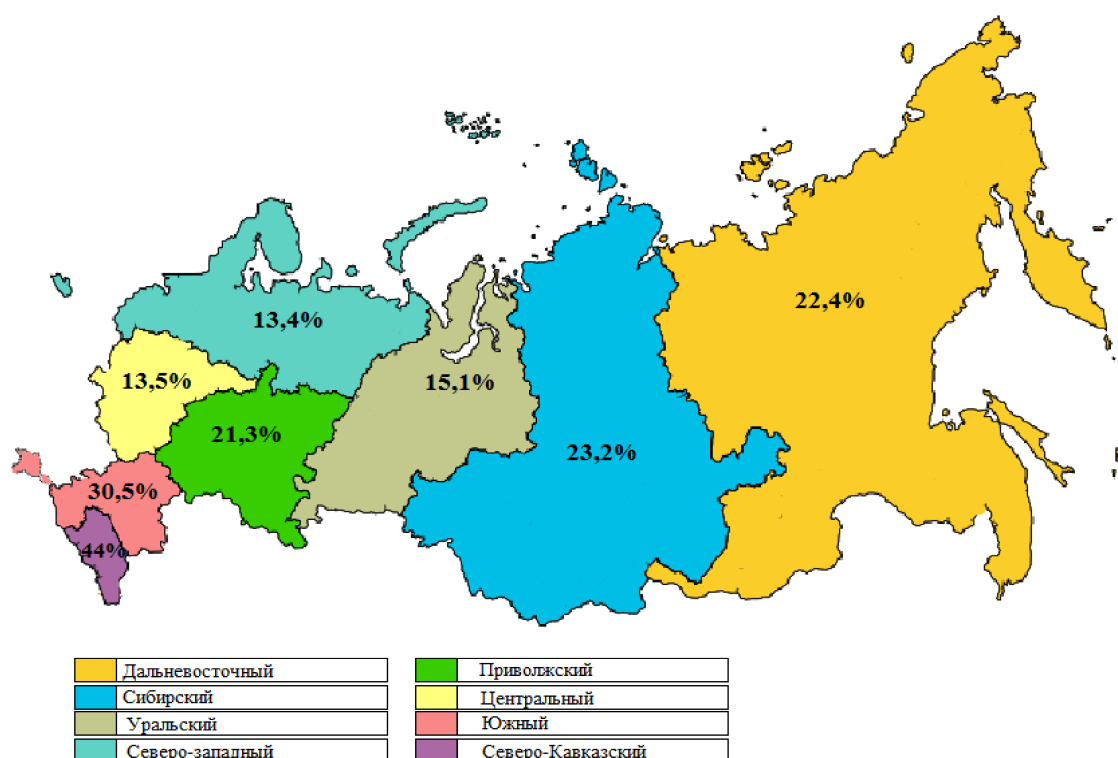 22,4%
13,4%
13,5%
15,1%
21,3%
23,2%
30,5%
44%
Дальневосточный
Сибирский
Уральский
Северо-западный
Приволжский
Центральный
Южный
Северо-Кавказский